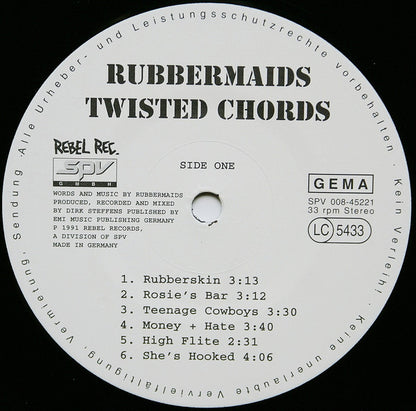 Sendung. Alle Urheber- und Leistungsschutzrechte vorbehalten. Kein Verleih! Keine unerlaubte Vervielfältigung, Vermietung,
RUBBERMAIDS
TWISTED CHORDS
REBEL REC.
SPV
GMBH
SIDE ONE
GEMA
WORDS AND MUSIC BY RUBBERMAIDS
PRODUCED, RECORDED AND MIXED
BY DIRK STEFFENS PUBLISHED BY
EMI MUSIC PUBLISHING GERMANY
P 1991 REBEL RECORDS,
A DIVISION OF SPV
MADE IN GERMANY
SPV 008-45221
33 rpm Stereo
LC 5433
1. Rubberskin 3:13
2. Rosie's Bar 3:12
3. Teenage Cowboys 3:30
4. Money + Hate 3:40
5. High Flite 2:31
6. She's Hooked 4:06